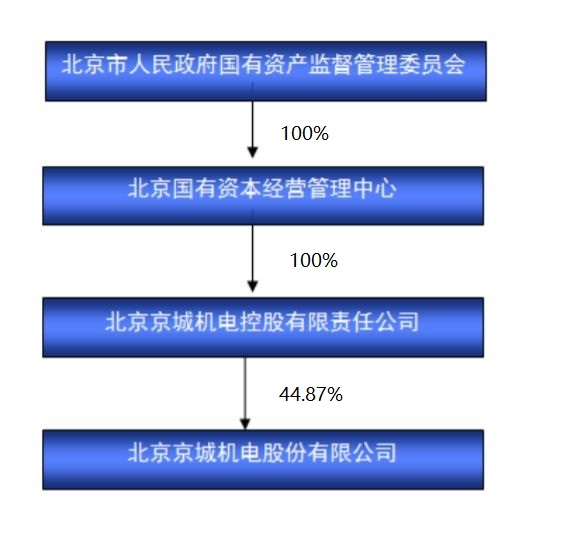 北京市人民政府国有资产监督管理委员会
100%
北京国有资本经营管理中心
100%
北京京城机电控股有限责任公司
44.87%
北京京城机电股份有限公司